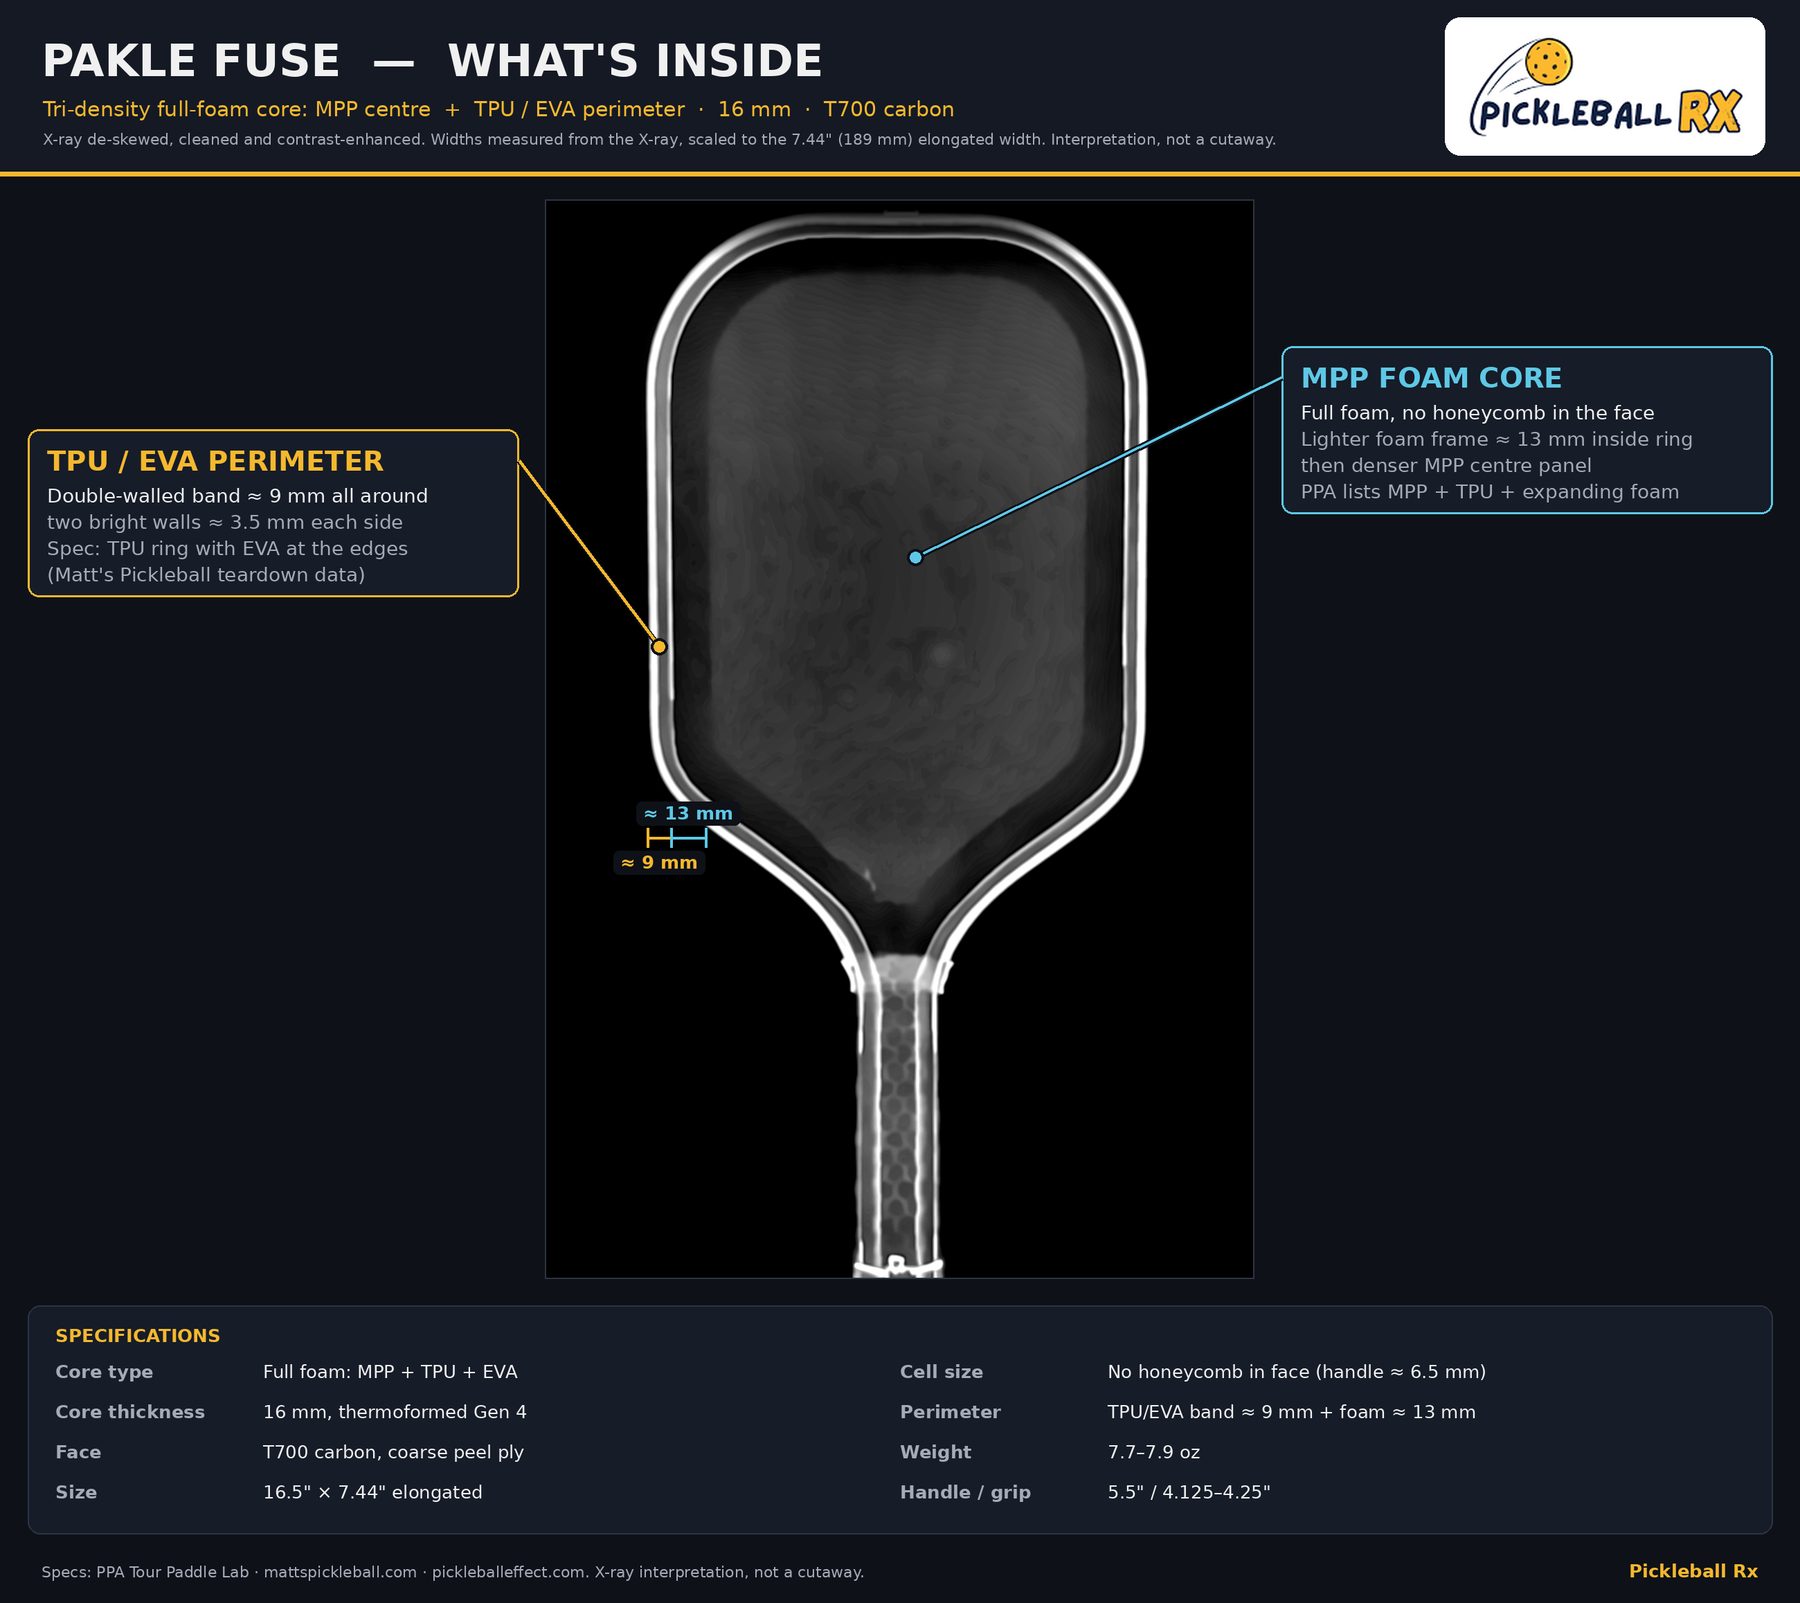 PAKLE FUSE — WHAT'S INSIDE
Tri-density full-foam core: MPP centre + TPU / EVA perimeter · 16 mm · T700 carbon
X-ray de-skewed, cleaned and contrast-enhanced. Widths measured from the X-ray, scaled to the 7.44" (189 mm) elongated width. Interpretation, not a cutaway.
PICKLEBALL RX
MPP FOAM CORE
Full foam, no honeycomb in the face
Lighter foam frame ≈ 13 mm inside ring
then denser MPP centre panel
PPA lists MPP + TPU + expanding foam
TPU / EVA PERIMETER
Double-walled band ≈ 9 mm all around
two bright walls ≈ 3.5 mm each side
Spec: TPU ring with EVA at the edges
(Matt's Pickleball teardown data)
≈ 13 mm
≈ 9 mm
SPECIFICATIONS
Core type Full foam: MPP + TPU + EVA
Core thickness 16 mm, thermoformed Gen 4
Face T700 carbon, coarse peel ply
Size 16.5" × 7.44" elongated
Cell size No honeycomb in face (handle ≈ 6.5 mm)
Perimeter TPU/EVA band ≈ 9 mm + foam ≈ 13 mm
Weight 7.7–7.9 oz
Handle / grip 5.5" / 4.125–4.25"
Specs: PPA Tour Paddle Lab · mattspickleball.com · pickleballeffect.com. X-ray interpretation, not a cutaway.
Pickleball Rx